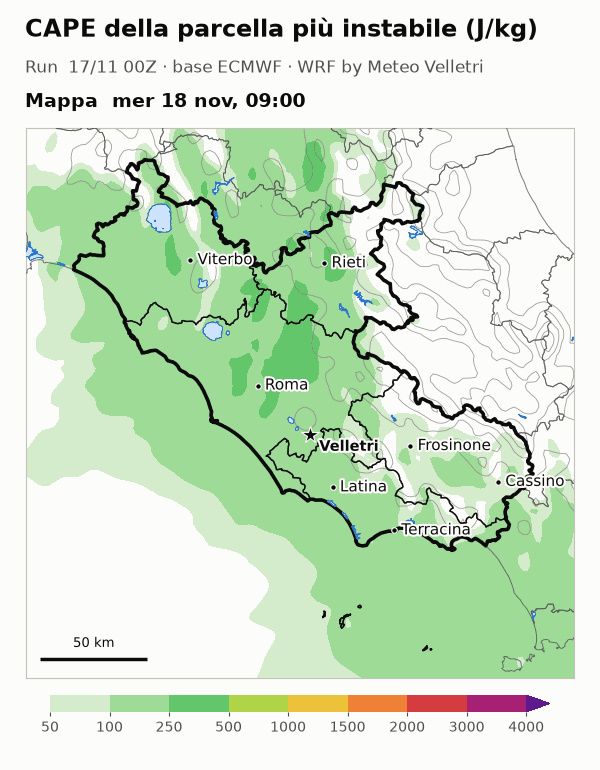 CAPE della parcella più instabile (J/kg)
Run  17/11 00Z · base ECMWF · WRF by Meteo Velletri
Mappa  mer 18 nov, 09:00
Viterbo
Rieti
Roma
Velletri
Frosinone
Cassino
Latina
Terracina
50 km
50 100 250 500 1000 1500 2000 3000 4000